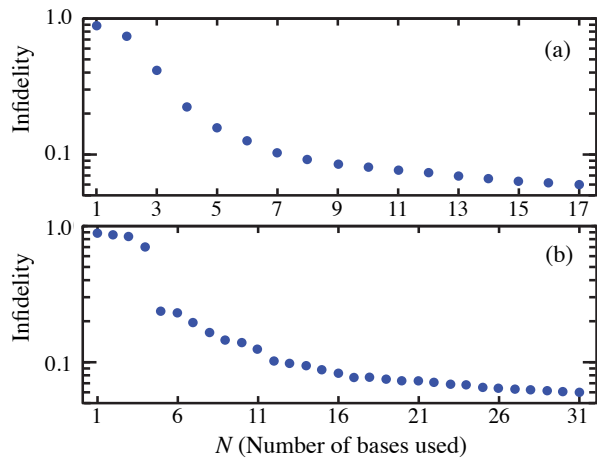 1.0
(a)
Infidelity
0.1
1 3 5 7 9 11 13 15 17
1.0
(b)
Infidelity
0.1
1 6 11 16 21 26 31
N (Number of bases used)